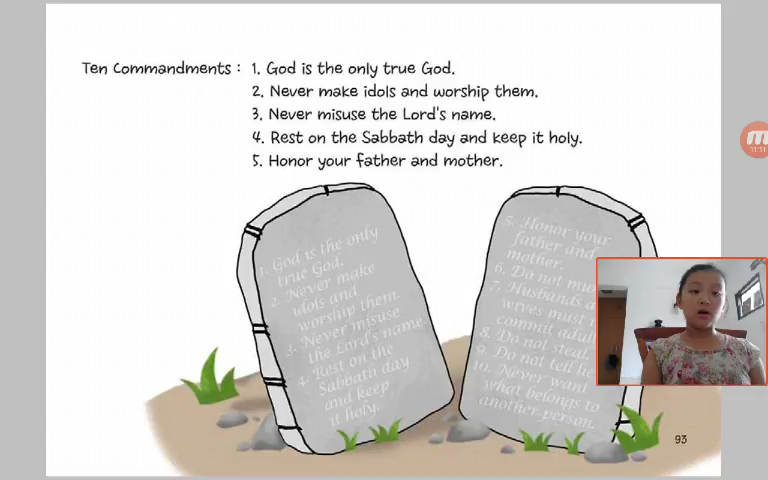 Ten Commandments : 1. God is the only true God.
2. Never make idols and worship them.
3. Never misuse the Lord's name.
4. Rest on the Sabbath day and keep it holy.
5. Honor your father and mother.
1. God is the only
true God.
2. Never make
idols and
worship them.
3. Never misuse
the Lord's name.
4. Rest on the
Sabbath day
and keep
it holy.
5. Honor your
father and
mother.
6. Do not
7. Husbands
wives must
commit
8. Do not steal.
9. Do not tell
10. Never want
what belongs to
another person.
93
M
11:51